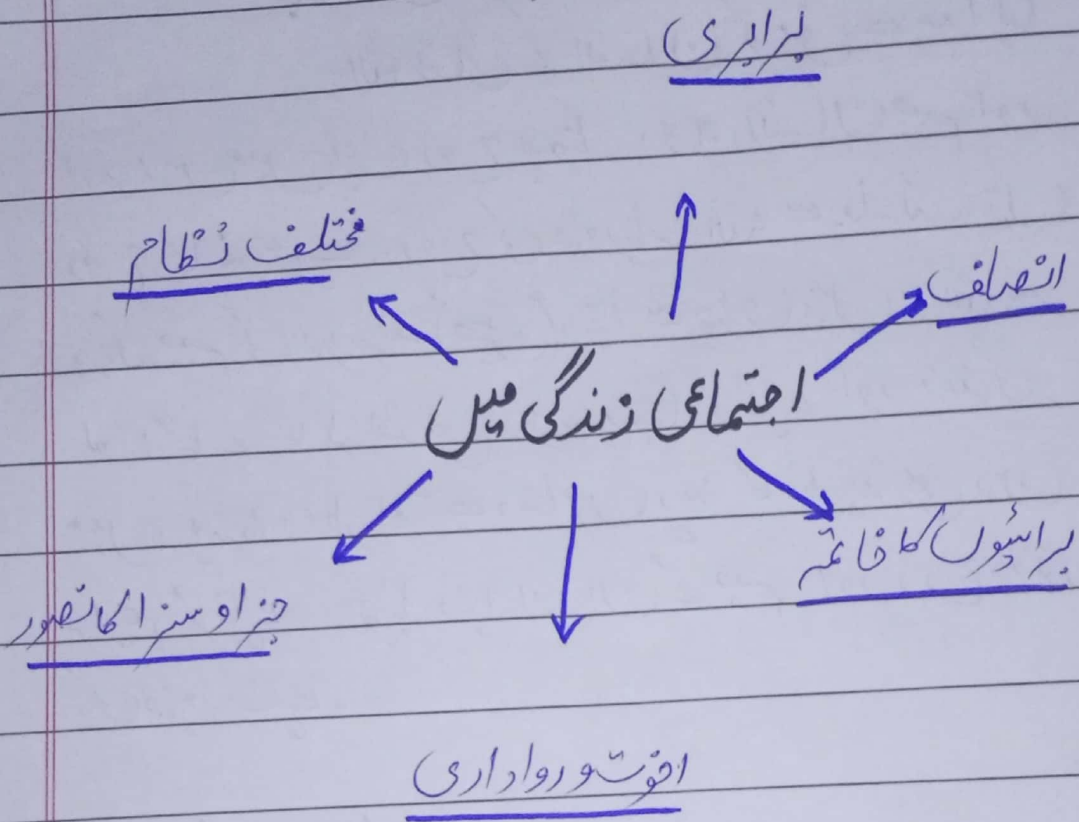 برابری
مختلف نظام
انصاف
اجتماعی زندگی میں
برائیوں کا خاتمہ
جزا و سزا کا تصور
اخوت و رواداری